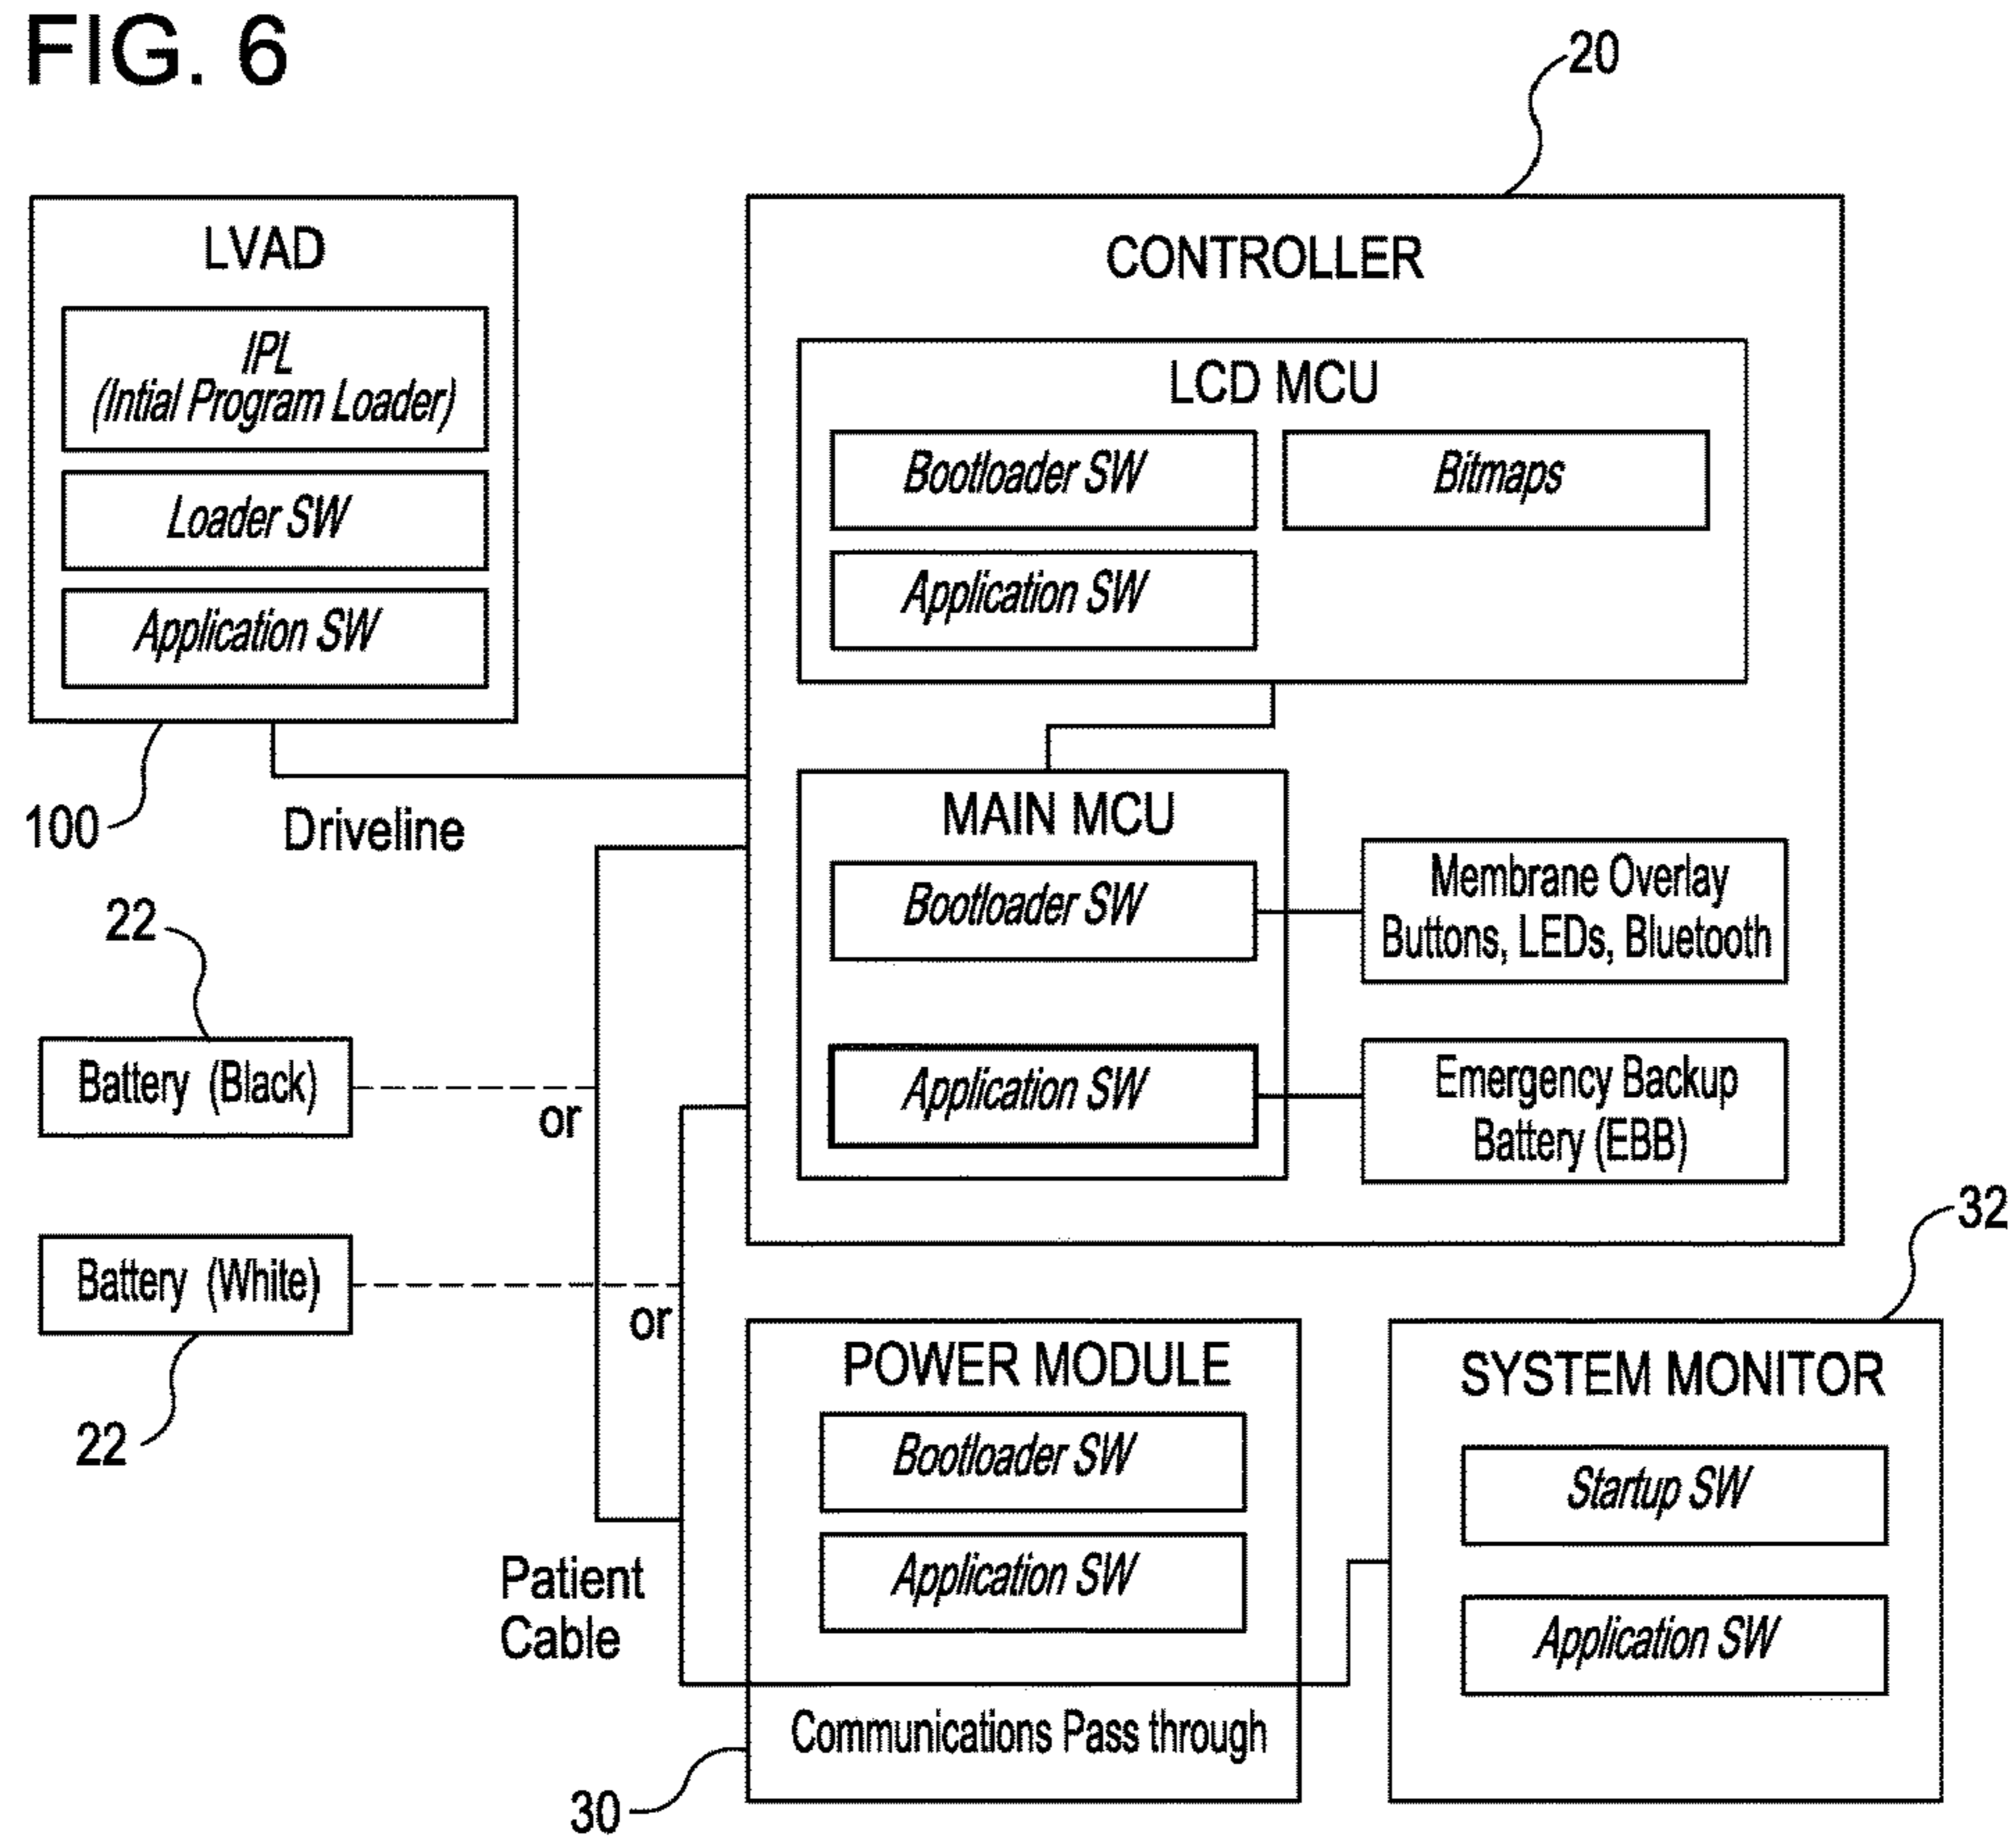 FIG. 6
20
LVAD
IPL
(Intial Program Loader)
Loader SW
Application SW
100
Driveline
CONTROLLER
LCD MCU
Bootloader SW
Bitmaps
Application SW
MAIN MCU
Bootloader SW
Membrane Overlay
Buttons, LEDs, Bluetooth
Application SW
Emergency Backup
Battery (EBB)
22
Battery (Black)
or
Battery (White)
or
22
Patient
Cable
32
POWER MODULE
Bootloader SW
Application SW
Communications Pass through
30
SYSTEM MONITOR
Startup SW
Application SW